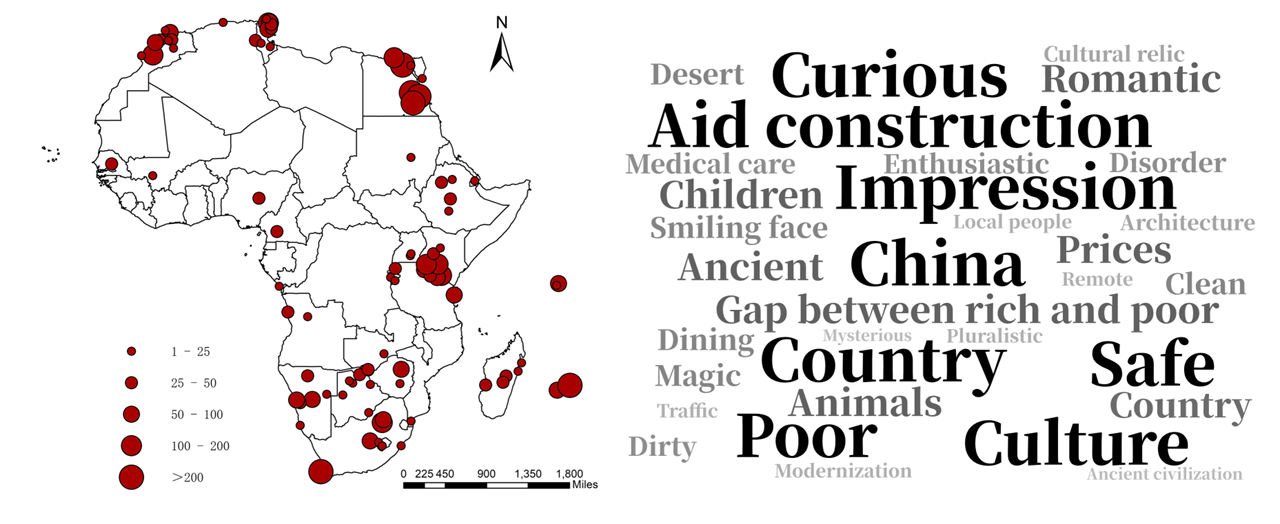 N
1 - 25
25 - 50
50 - 100
100 - 200
>200
0 225 450 900 1,350 1,800
Miles
Cultural relic
Desert Curious Romantic
Aid construction
Medical care Enthusiastic Disorder
Children Impression
Smiling face Local people Architecture
Ancient China Prices
Remote Clean
Gap between rich and poor
Dining Mysterious Pluralistic
Magic Country Safe
Traffic Animals Country
Dirty Poor Culture
Modernization Ancient civilization